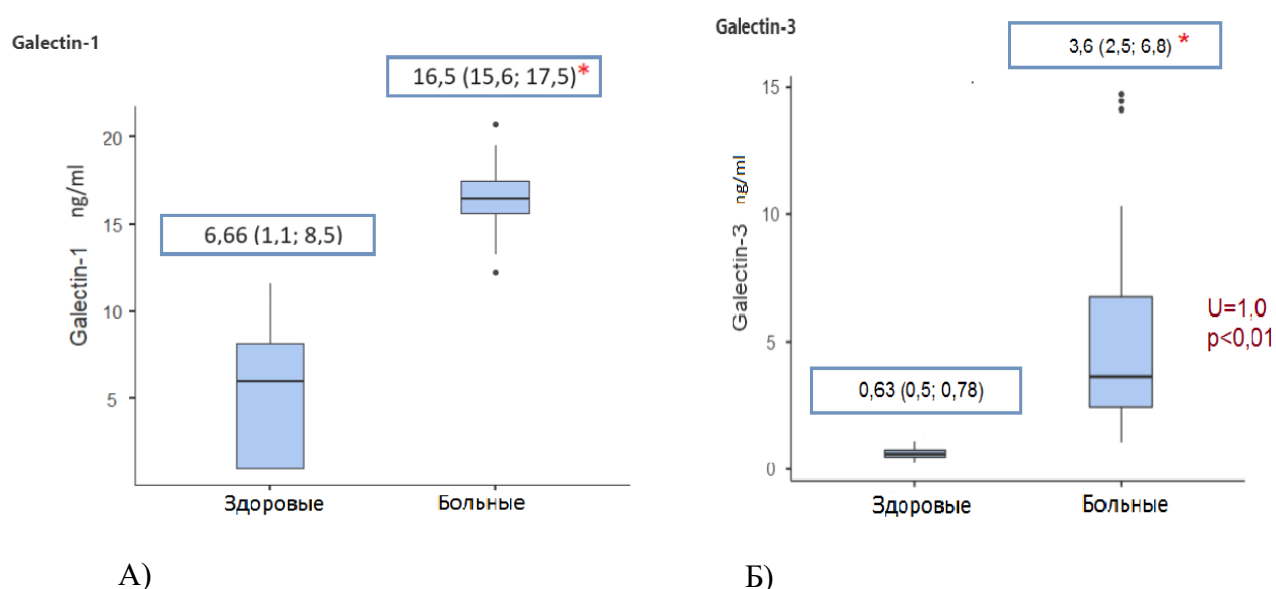 Galectin-1
16,5 (15,6; 17,5)*
20
15
10
5
Galectin-1 ng/ml
6,66 (1,1; 8,5)
Здоровые
Больные
А)
Galectin-3
3,6 (2,5; 6,8) *
15
10
5
0
Galectin-3 ng/ml
0,63 (0,5; 0,78)
U=1,0
p<0,01
Здоровые
Больные
Б)